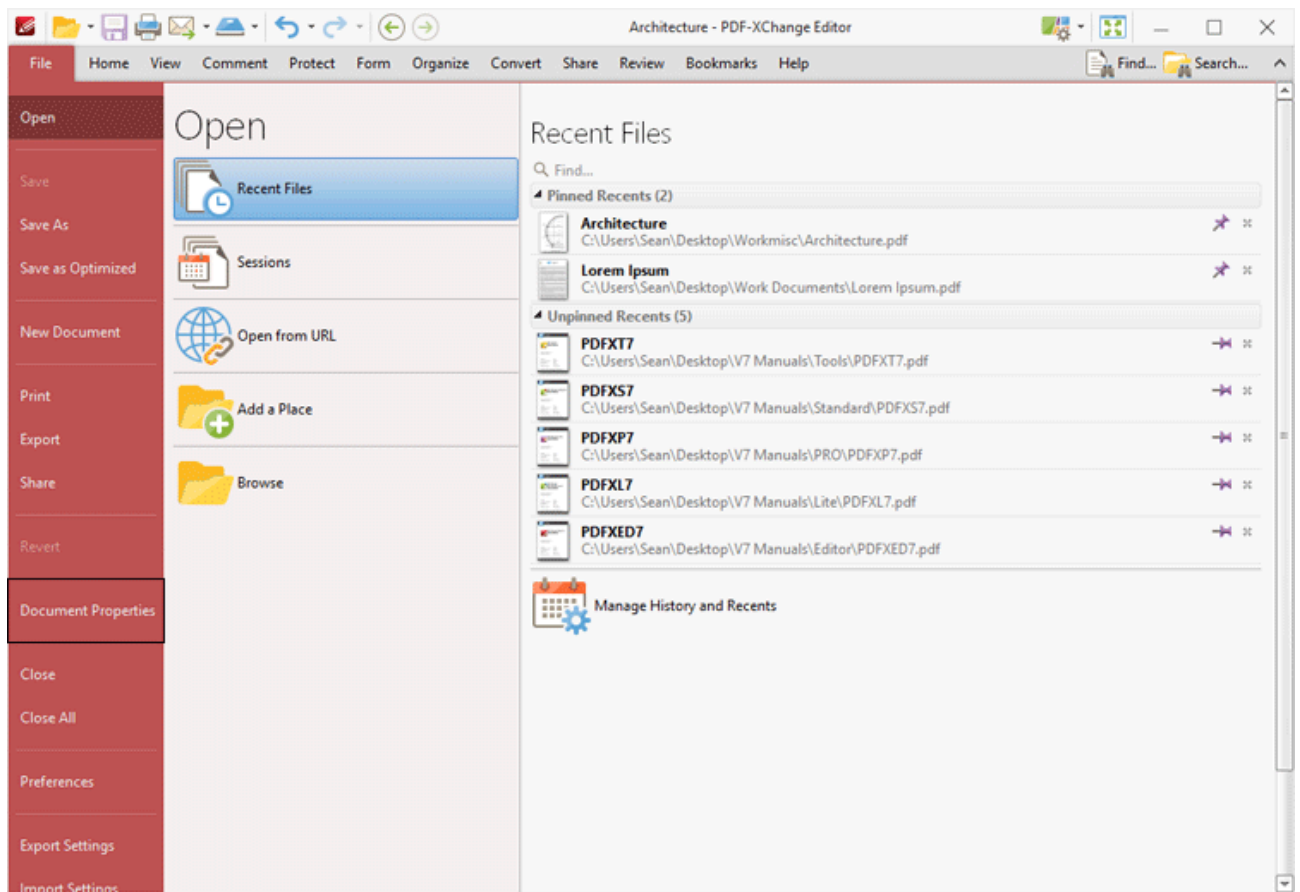 Architecture - PDF-XChange Editor
File Home View Comment Protect Form Organize Convert Share Review Bookmarks Help Find... Search...
Open
Save
Save As
Save as Optimized
New Document
Print
Export
Share
Revert
Document Properties
Close
Close All
Preferences
Export Settings
Import Settings
Open
Recent Files
Sessions
Open from URL
Add a Place
Browse
Recent Files
Find...
Pinned Recents (2)
Architecture
C:\Users\Sean\Desktop\Workmisc\Architecture.pdf
Lorem Ipsum
C:\Users\Sean\Desktop\Work Documents\Lorem Ipsum.pdf
Unpinned Recents (5)
PDFXT7
C:\Users\Sean\Desktop\V7 Manuals\Tools\PDFXT7.pdf
PDFXS7
C:\Users\Sean\Desktop\V7 Manuals\Standard\PDFXS7.pdf
PDFXP7
C:\Users\Sean\Desktop\V7 Manuals\PRO\PDFXP7.pdf
PDFXL7
C:\Users\Sean\Desktop\V7 Manuals\Lite\PDFXL7.pdf
PDFXED7
C:\Users\Sean\Desktop\V7 Manuals\Editor\PDFXED7.pdf
Manage History and Recents